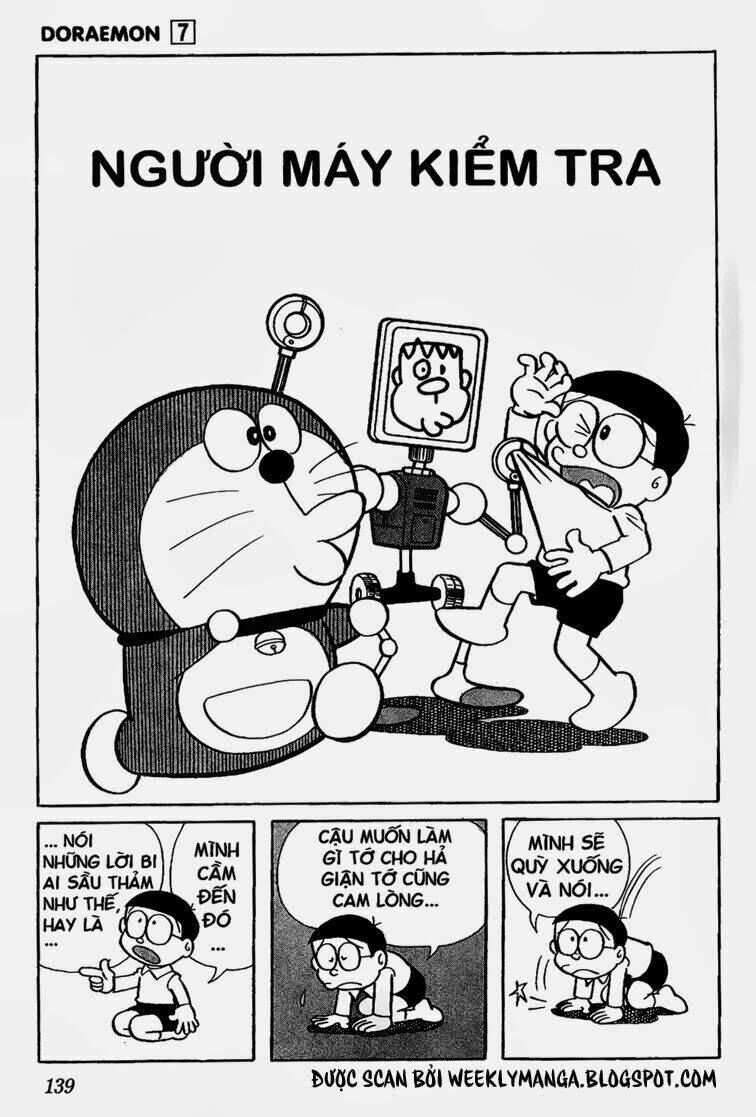 DORAEMON 7
NGƯỜI MÁY KIỂM TRA
MÌNH SẼ
QUỲ XUỐNG
VÀ NÓI...
CẬU MUỐN LÀM
GÌ TỚ CHO HẢ
GIẬN TỚ CŨNG
CAM LÒNG...
MÌNH
CẦM
ĐẾN
ĐÓ
...
... NÓI
NHỮNG LỜI BI
AI SẦU THẢM
NHƯ THẾ,
HAY LÀ
...
139
ĐƯỢC SCAN BỞI WEEKLYMANGA.BLOGSPOT.COM